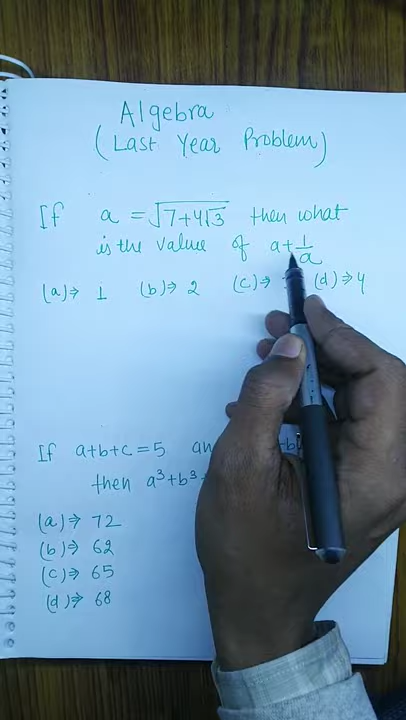 Algebra
(Last Year Problem)
If a = √7+4√3 then what
is the value of a+1/a
(a)⇒ 1 (b)⇒ 2 (c)⇒ (d)⇒ 4
If a+b+c=5
then a³+b³
(a)⇒ 72
(b)⇒ 62
(c)⇒ 65
(d)⇒ 68